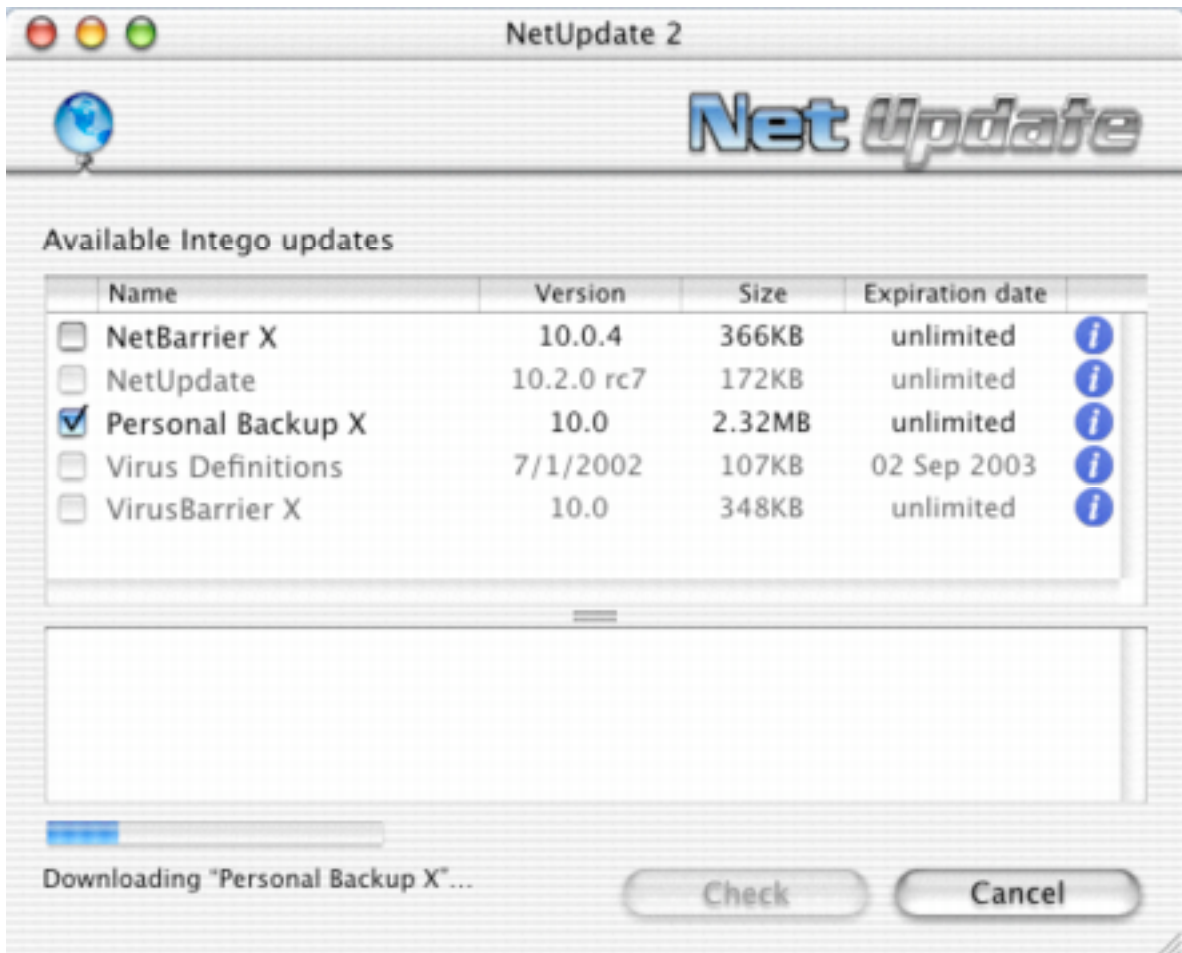 NetUpdate 2
Net Update
Available Intego updates
Name Version Size Expiration date
NetBarrier X 10.0.4 366KB unlimited i
NetUpdate 10.2.0 rc7 172KB unlimited i
Personal Backup X 10.0 2.32MB unlimited i
Virus Definitions 7/1/2002 107KB 02 Sep 2003 i
VirusBarrier X 10.0 348KB unlimited i
Downloading “Personal Backup X”...
Check Cancel